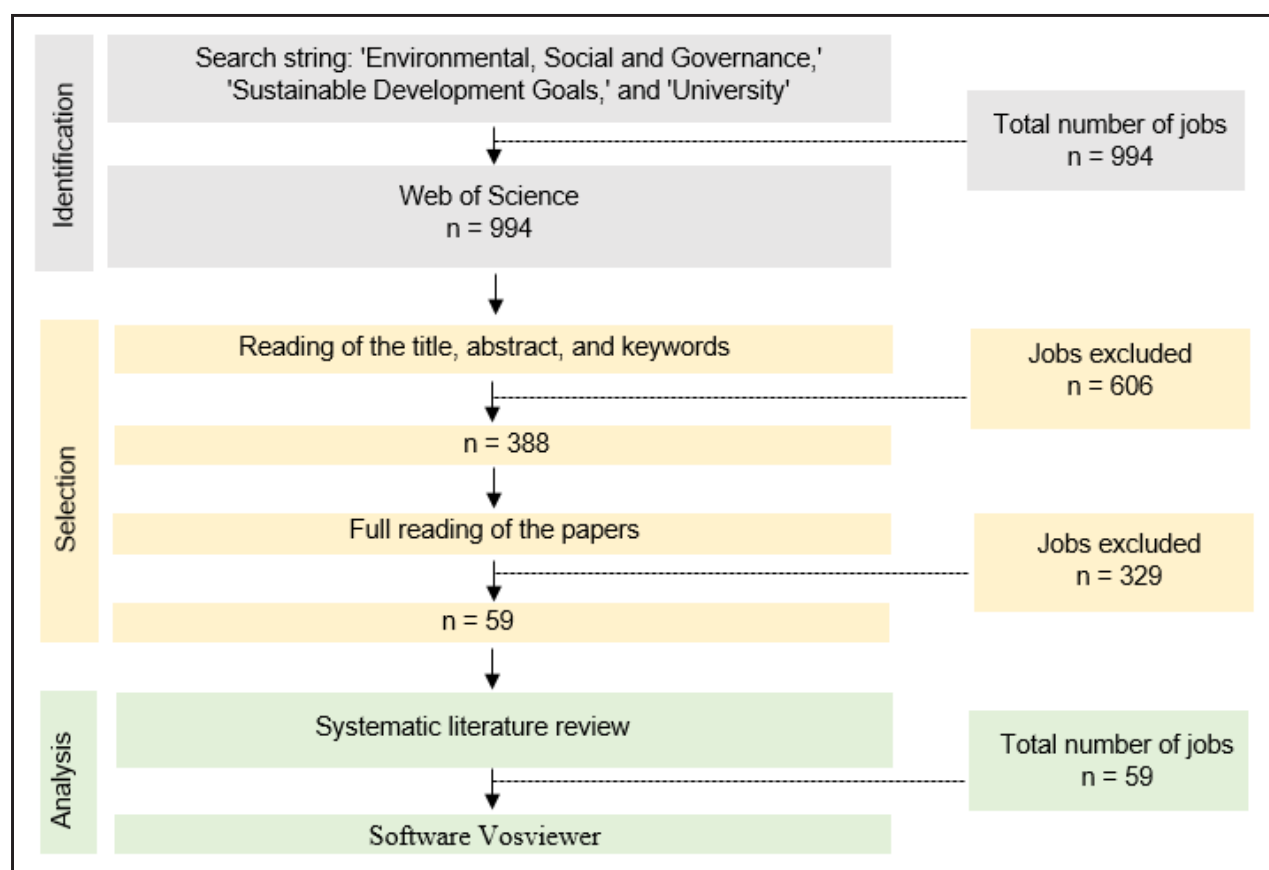 Identification
Search string: 'Environmental, Social and Governance,'
'Sustainable Development Goals,' and 'University'
Total number of jobs
n = 994
Web of Science
n = 994
Selection
Reading of the title, abstract, and keywords
Jobs excluded
n = 606
n = 388
Full reading of the papers
Jobs excluded
n = 329
n = 59
Analysis
Systematic literature review
Total number of jobs
n = 59
Software Vosviewer